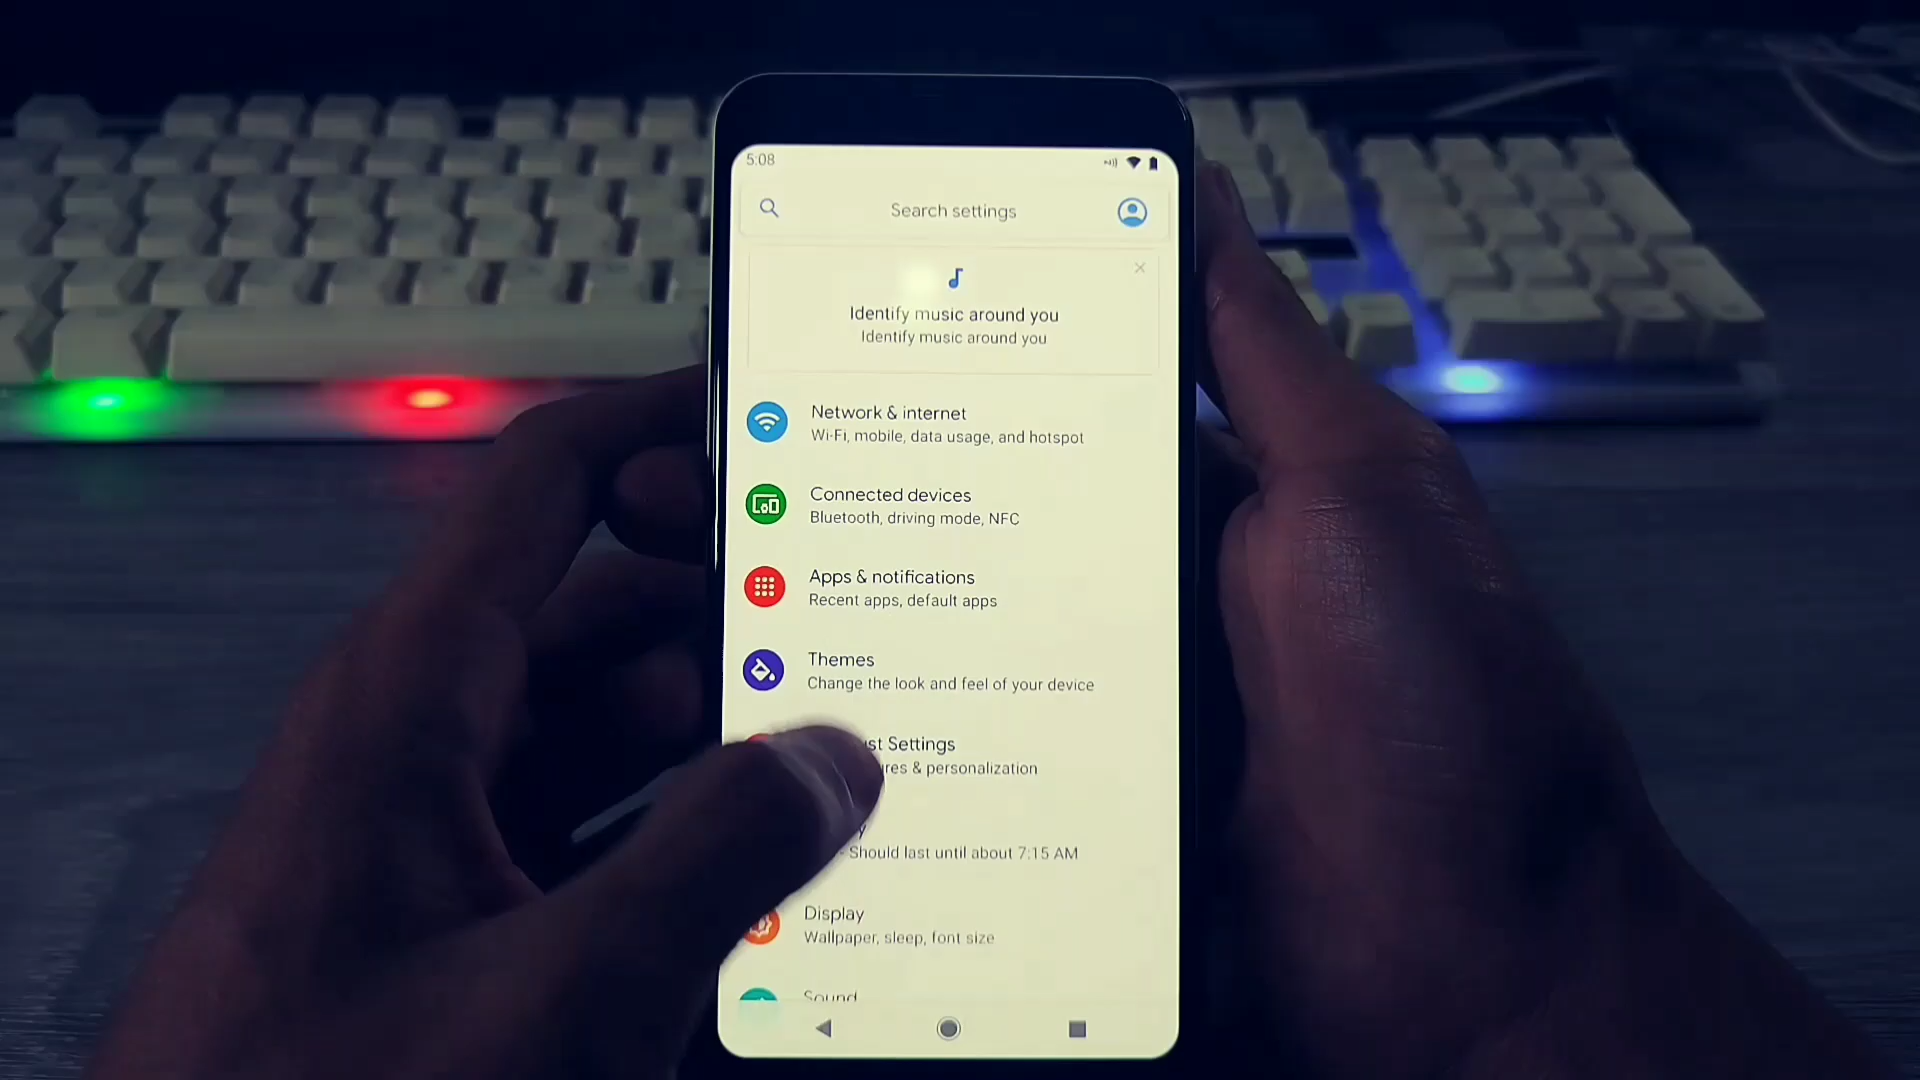 5:08
Search settings
Identify music around you
Identify music around you
Network & internet
Wi-Fi, mobile, data usage, and hotspot
Connected devices
Bluetooth, driving mode, NFC
Apps & notifications
Recent apps, default apps
Themes
Change the look and feel of your device
Settings
& personalization
- Should last until about 7:15 AM
Display
Wallpaper, sleep, font size
Sound